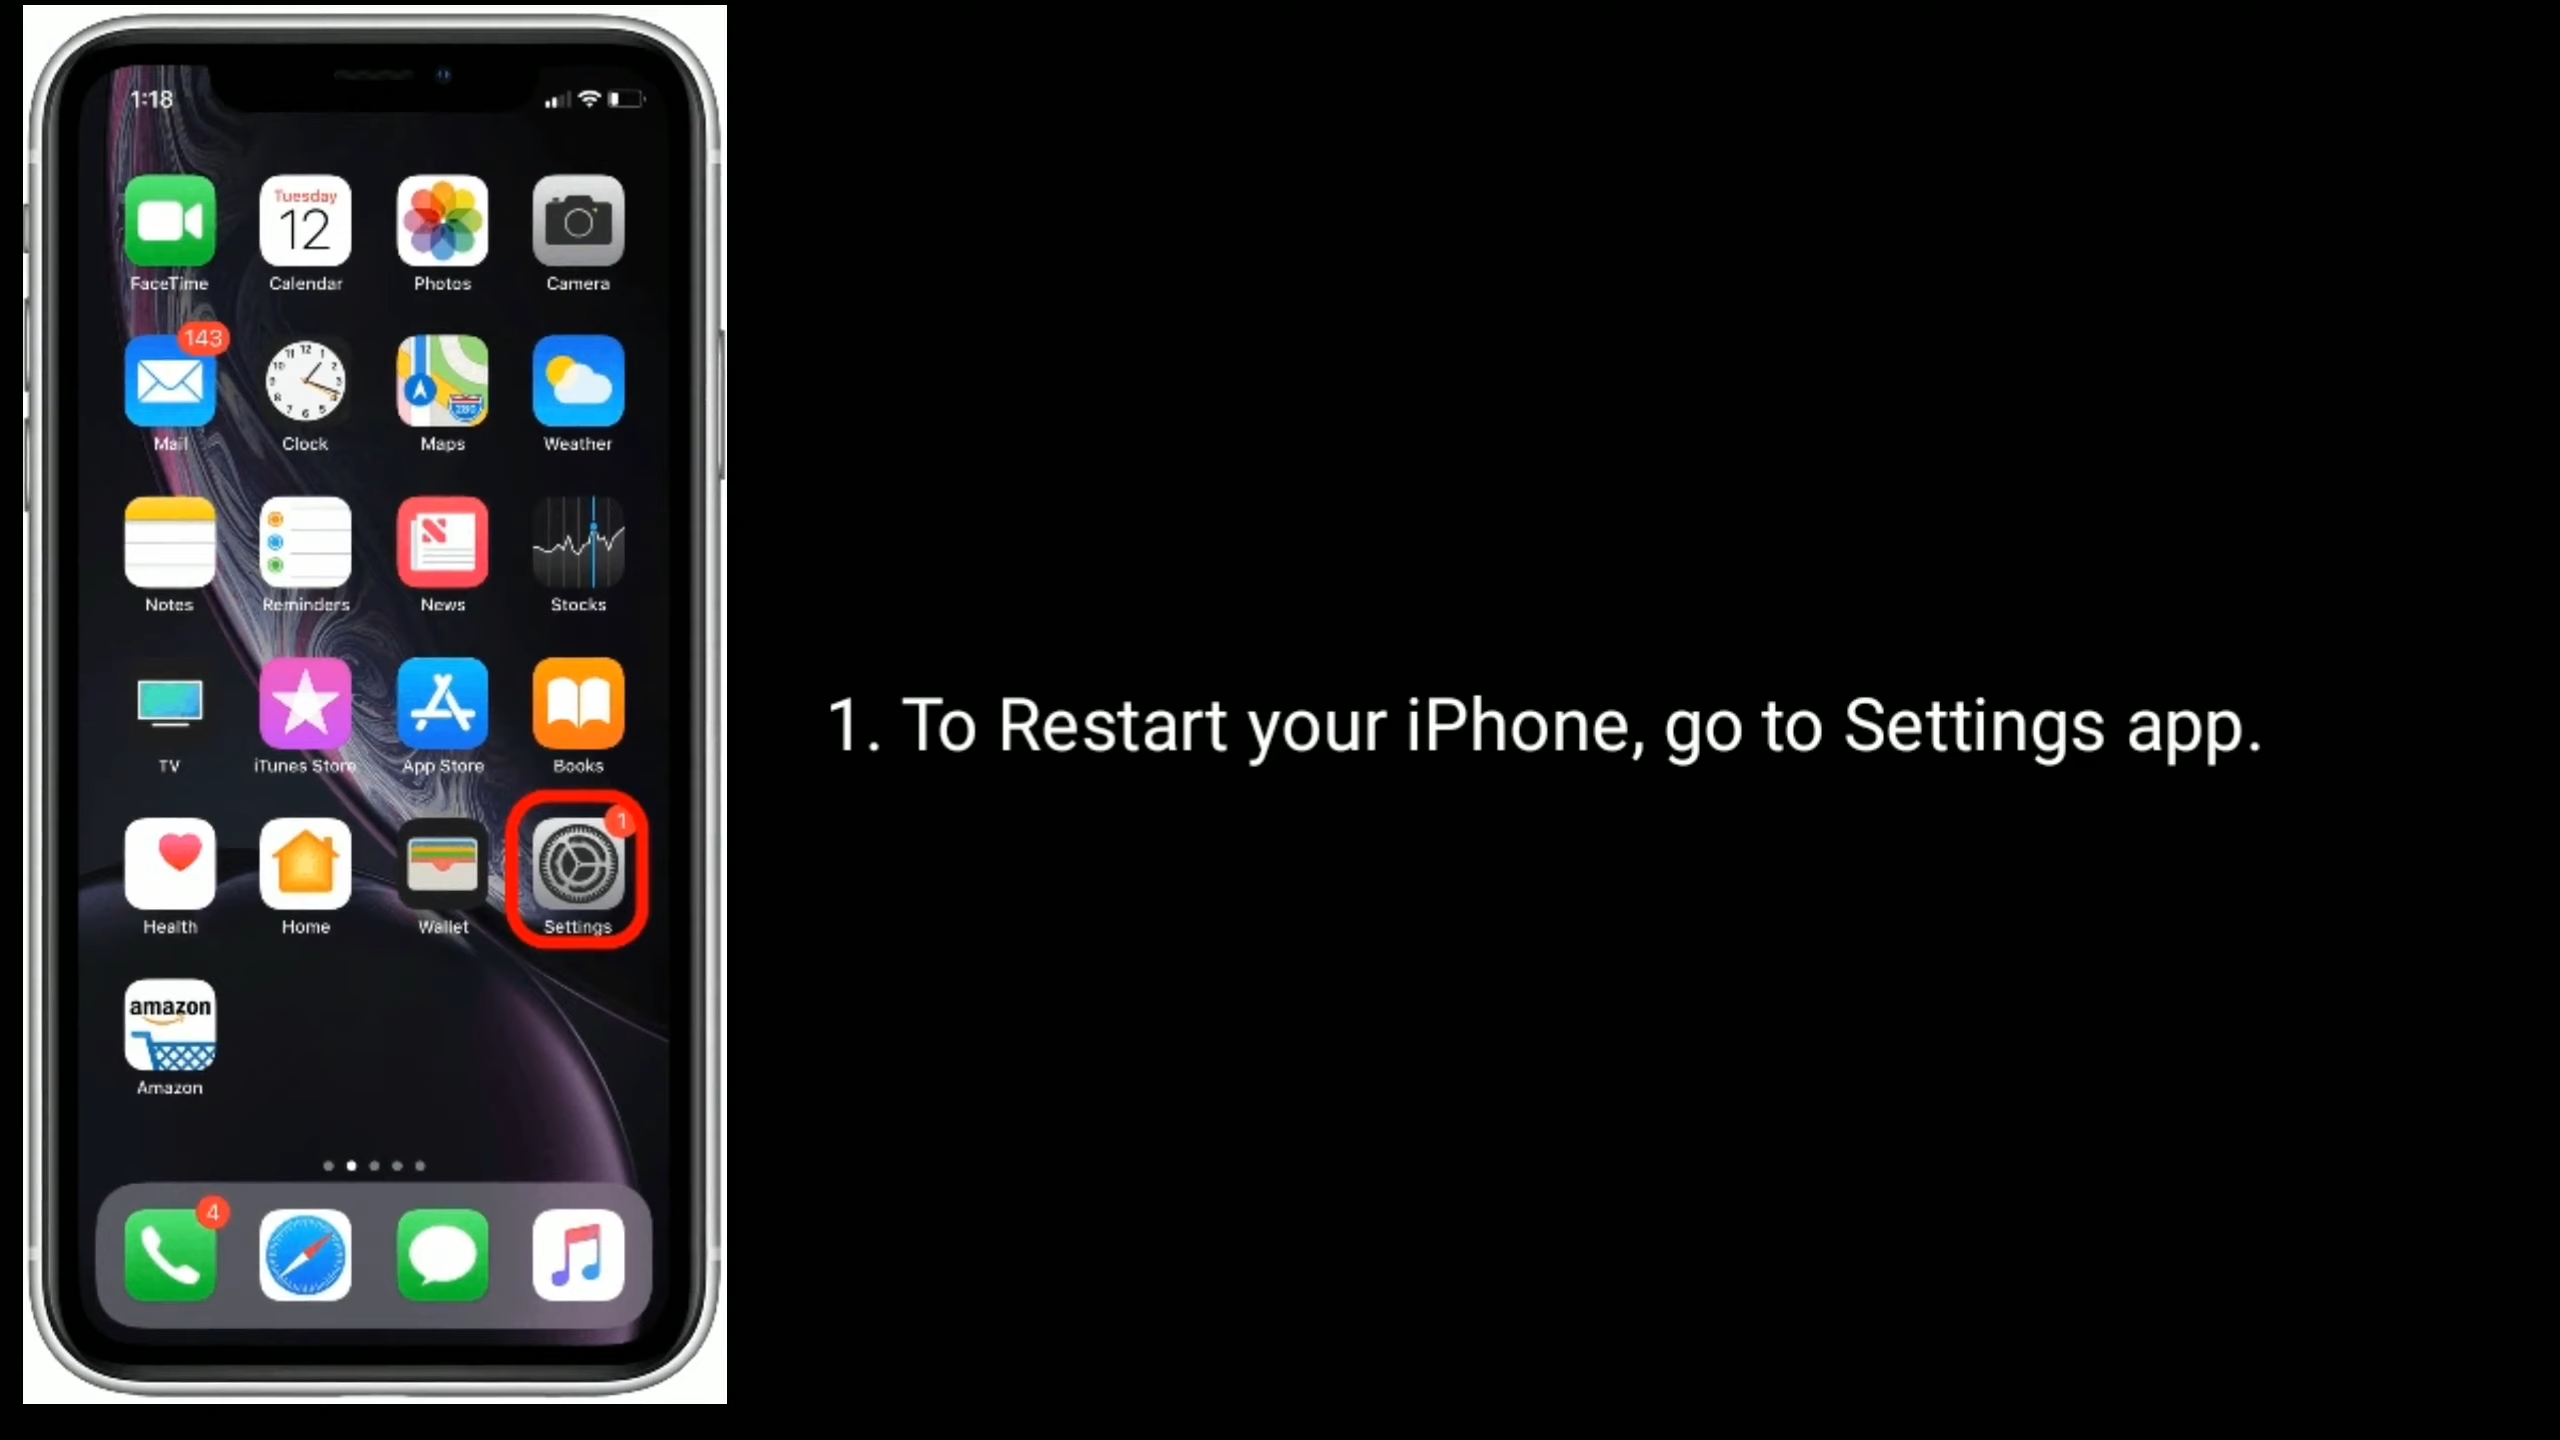 1:18
Tuesday
12
FaceTime
Calendar
Photos
Camera
143
Mail
Clock
Maps
Weather
280
Notes
Reminders
News
Stocks
TV
iTunes Store
App Store
Books
1
Health
Home
Wallet
Settings
amazon
Amazon
4
1. To Restart your iPhone, go to Settings app.